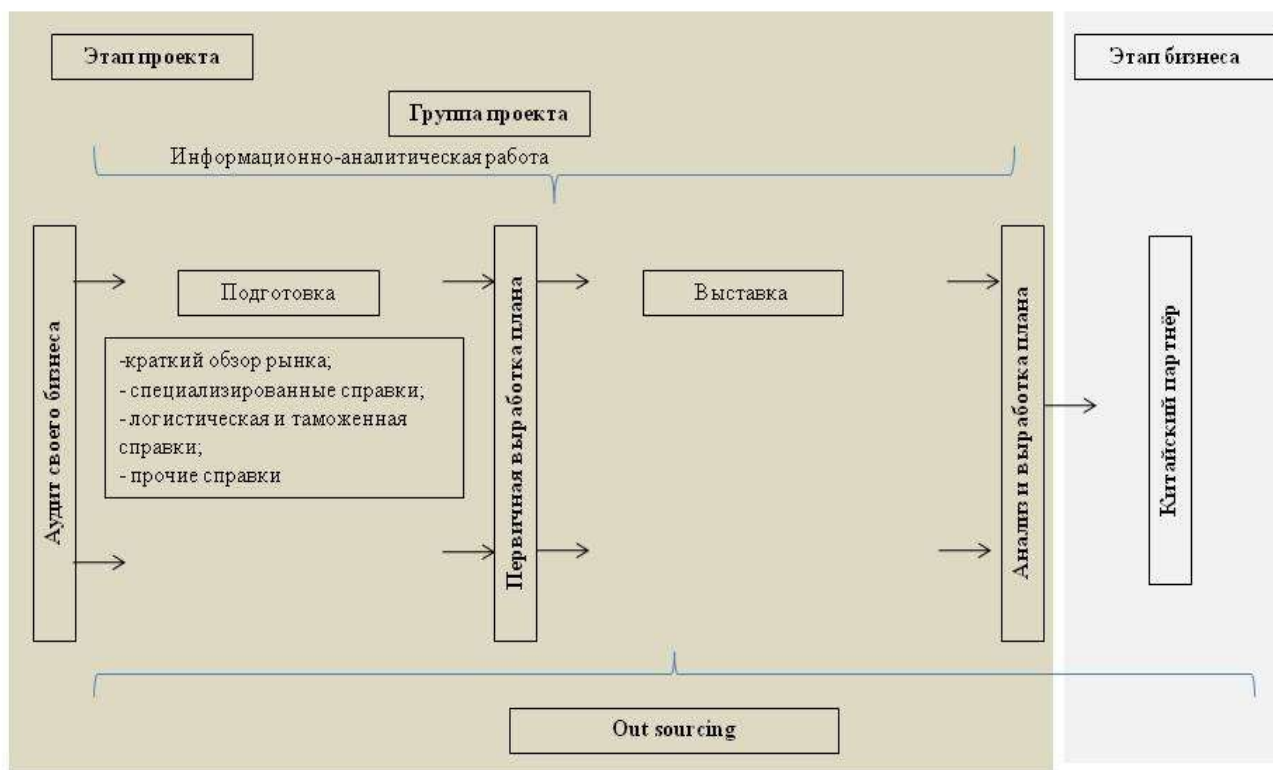 Этап проекта
Этап бизнеса
Группа проекта
Информационно-аналитическая работа
Аудит своего бизнеса
Подготовка
-краткий обзор рынка;
- специализированные справки;
- логистическая и таможенная
справки;
- прочие справки
Первичная выработка плана
Выставка
Анализ и выработка плана
Китайский партнёр
Out sourcing